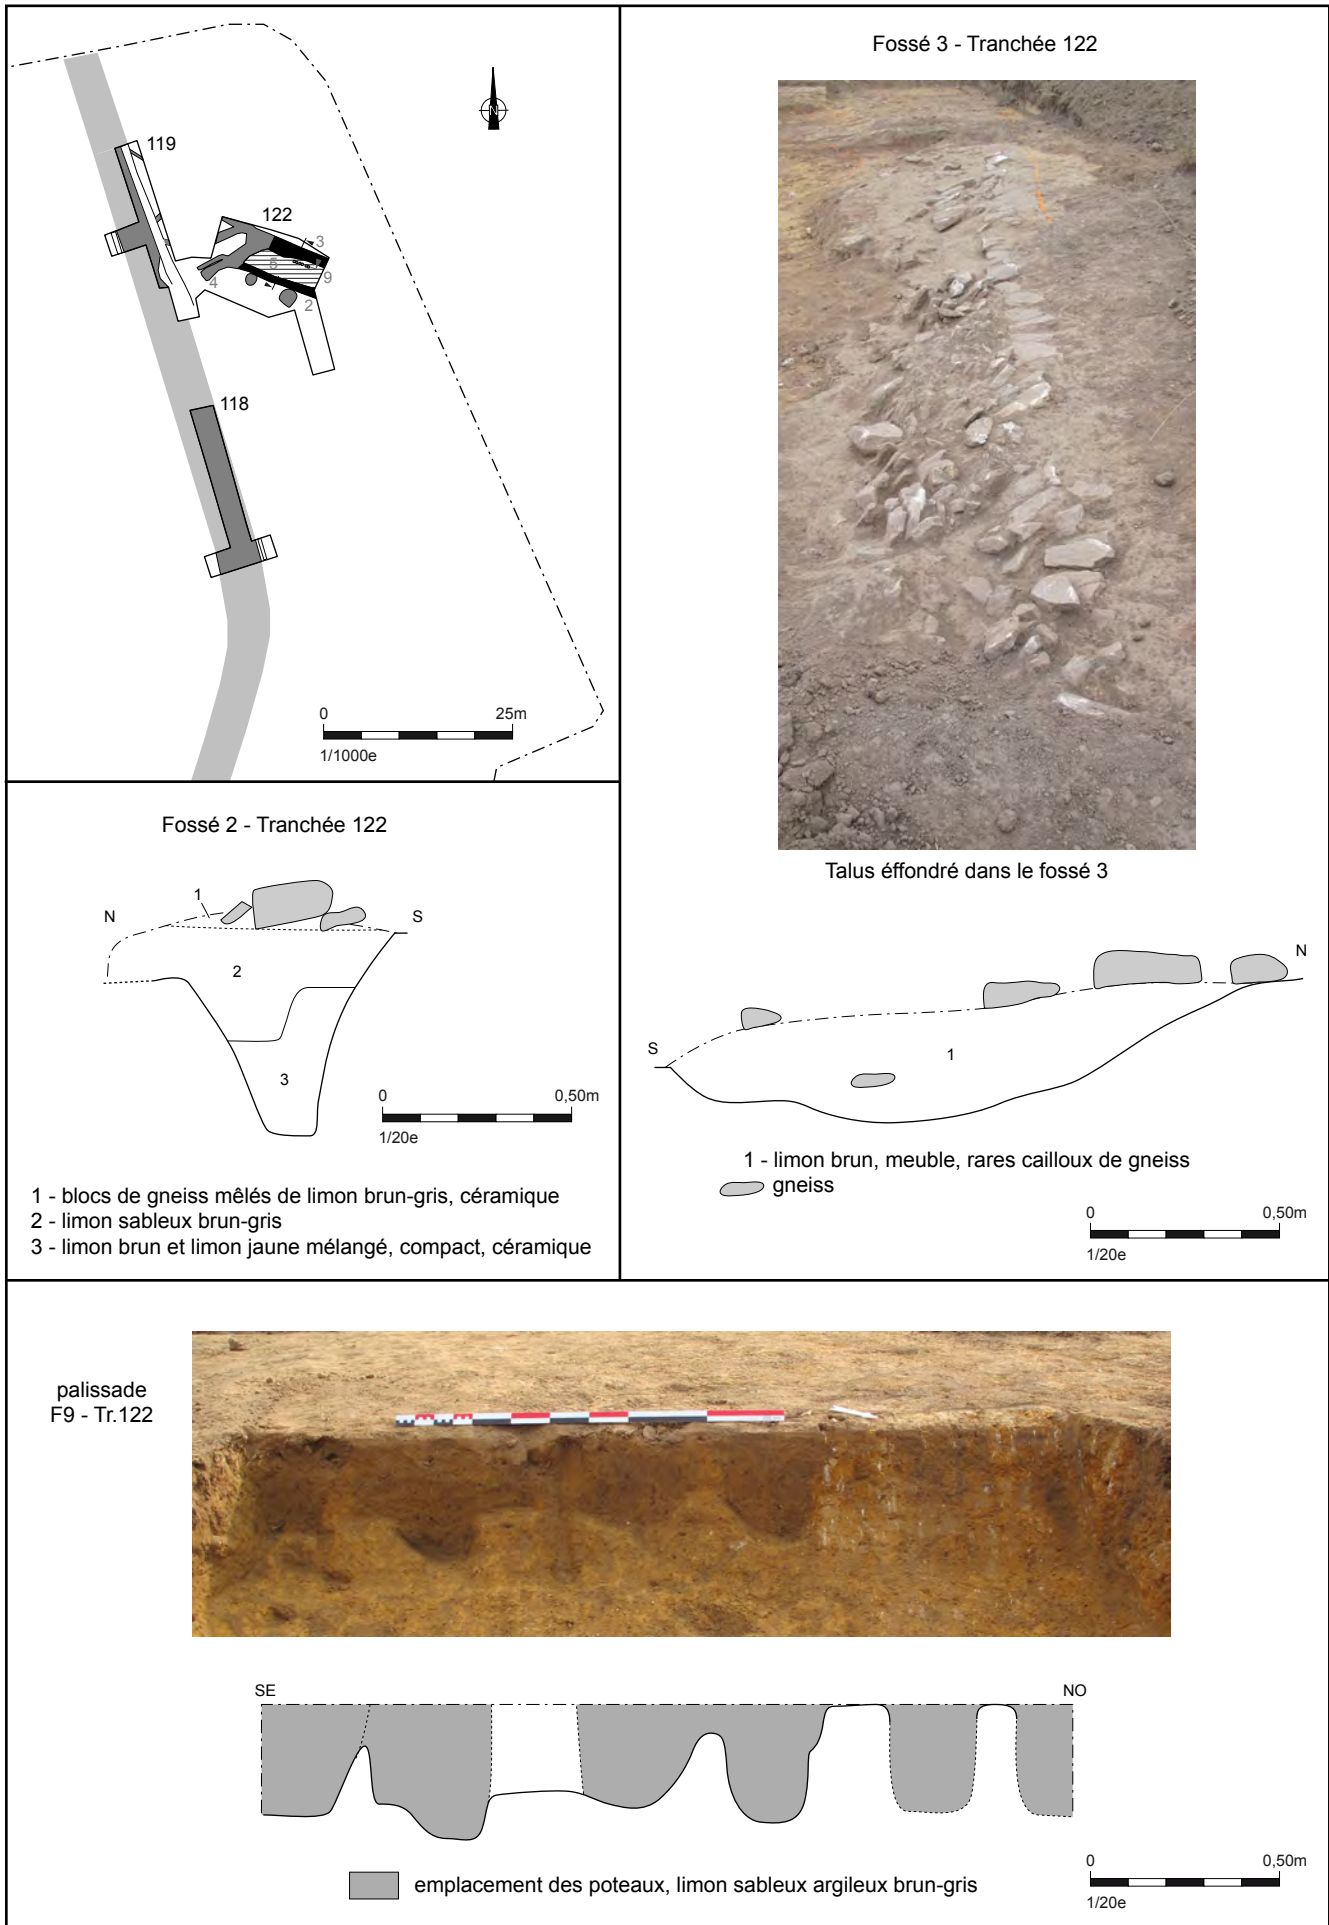 119
122
3
5
9
4
2
118
0 25m
1/1000e
Fossé 2 - Tranchée 122
1
N S
2
3
0 0,50m
1/20e
1 - blocs de gneiss mêlés de limon brun-gris, céramique
2 - limon sableux brun-gris
3 - limon brun et limon jaune mélangé, compact, céramique
Fossé 3 - Tranchée 122
Talus éffondré dans le fossé 3
N
S
1
1 - limon brun, meuble, rares cailloux de gneiss
gneiss
0 0,50m
1/20e
palissade
F9 - Tr.122
SE NO
emplacement des poteaux, limon sableux argileux brun-gris
0 0,50m
1/20e